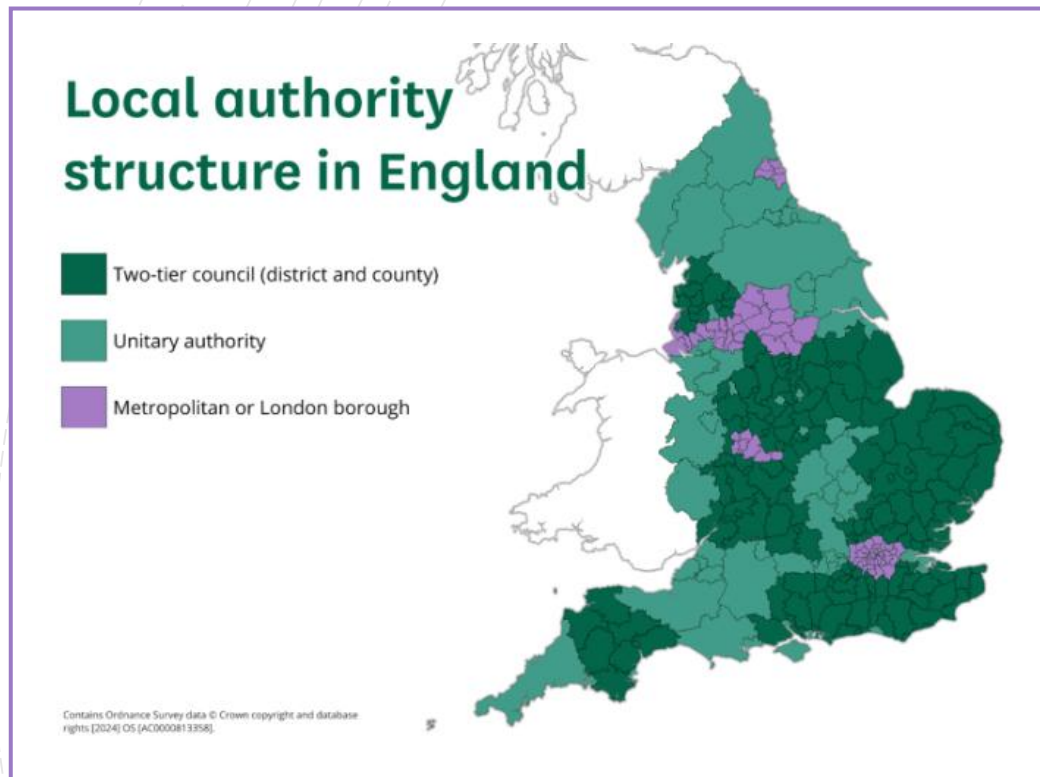 Local authority
structure in England
Two-tier council (district and county)
Unitary authority
Metropolitan or London borough
Contains Ordnance Survey data © Crown copyright and database
rights [2024] OS [AC0000813358].